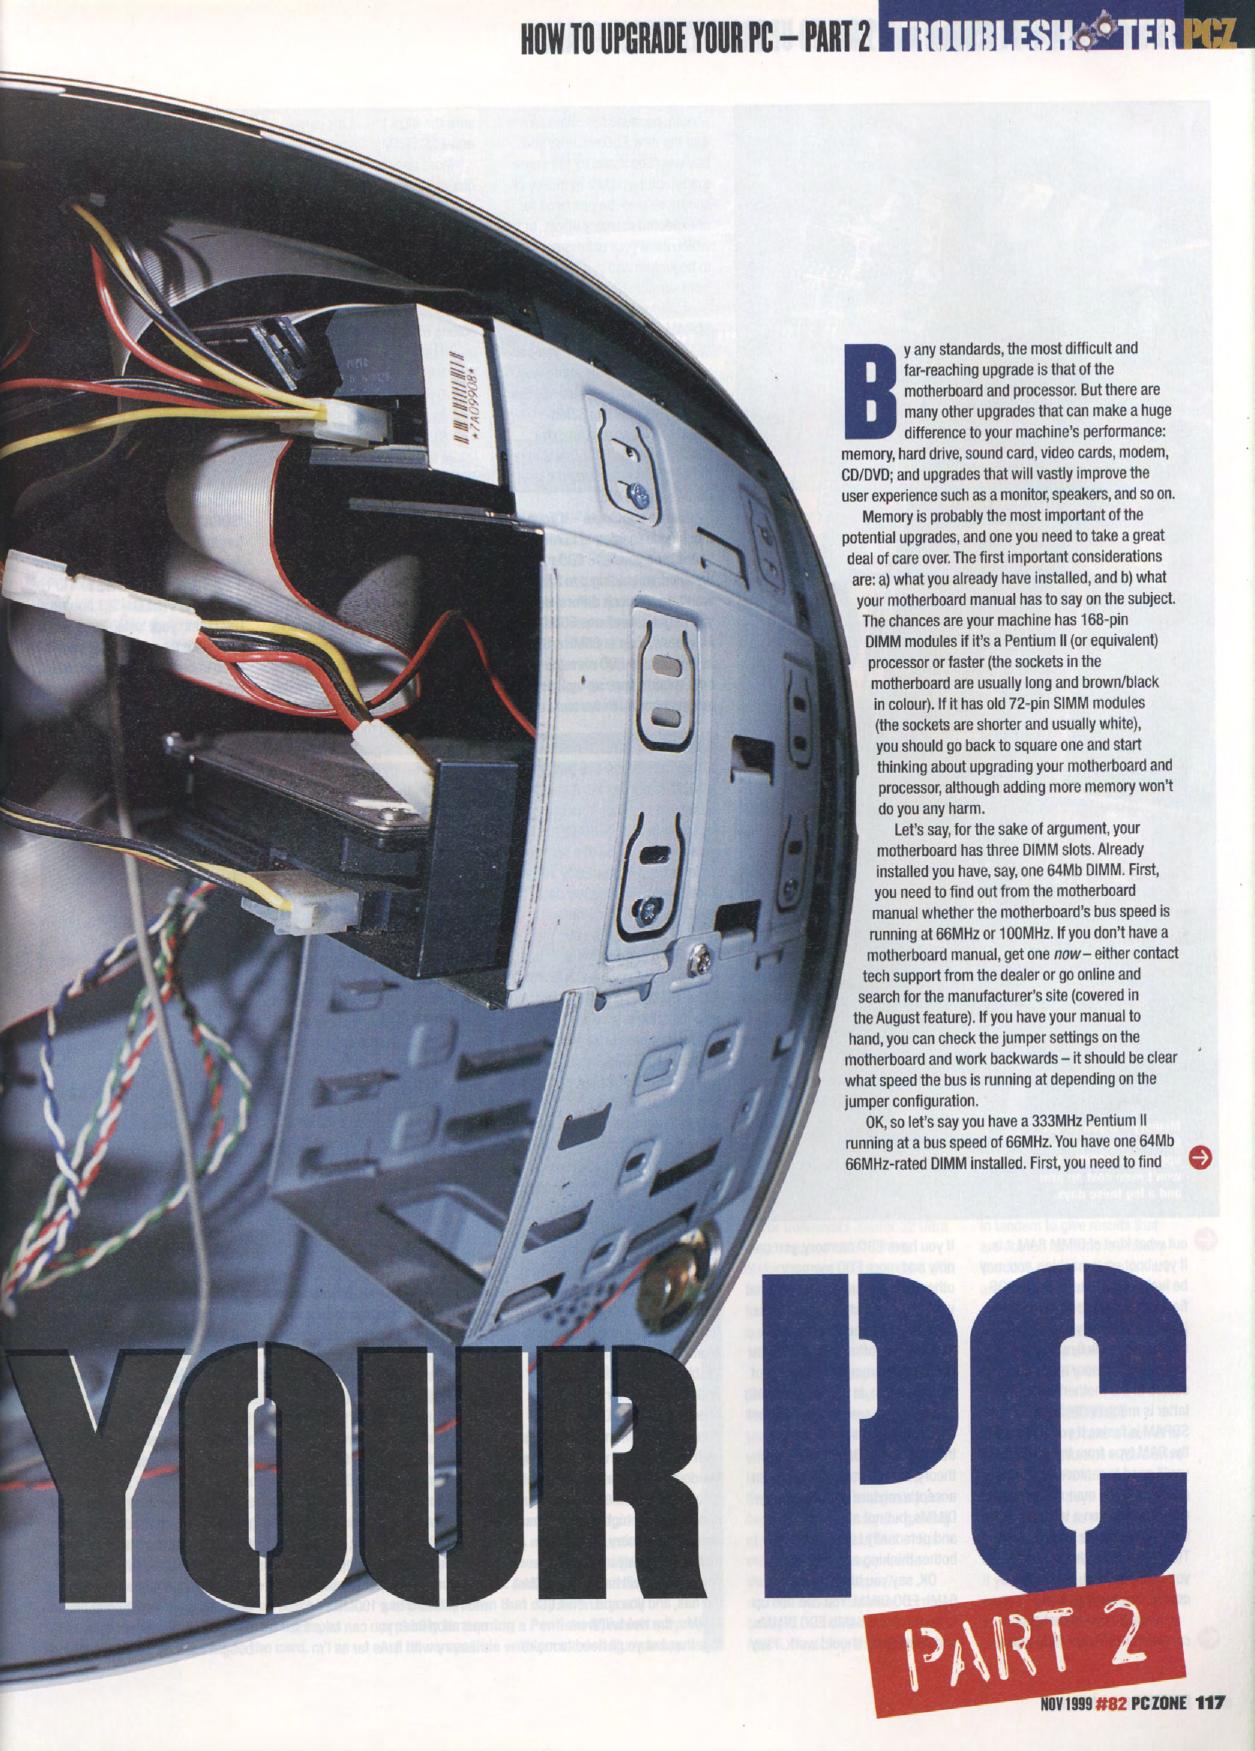 HOW TO UPGRADE YOUR PC – PART 2 TROUBLESHOOTER PCZ
*7A09908*
By any standards, the most difficult and
far-reaching upgrade is that of the
motherboard and processor. But there are
many other upgrades that can make a huge
difference to your machine's performance:
memory, hard drive, sound card, video cards, modem,
CD/DVD; and upgrades that will vastly improve the
user experience such as a monitor, speakers, and so on.
Memory is probably the most important of the
potential upgrades, and one you need to take a great
deal of care over. The first important considerations
are: a) what you already have installed, and b) what
your motherboard manual has to say on the subject.
The chances are your machine has 168-pin
DIMM modules if it's a Pentium II (or equivalent)
processor or faster (the sockets in the
motherboard are usually long and brown/black
in colour). If it has old 72-pin SIMM modules
(the sockets are shorter and usually white),
you should go back to square one and start
thinking about upgrading your motherboard and
processor, although adding more memory won't
do you any harm.
Let's say, for the sake of argument, your
motherboard has three DIMM slots. Already
installed you have, say, one 64Mb DIMM. First,
you need to find out from the motherboard
manual whether the motherboard's bus speed is
running at 66MHz or 100MHz. If you don't have a
motherboard manual, get one now – either contact
tech support from the dealer or go online and
search for the manufacturer's site (covered in
the August feature). If you have your manual to
hand, you can check the jumper settings on the
motherboard and work backwards – it should be clear
what speed the bus is running at depending on the
jumper configuration.
OK, so let's say you have a 333MHz Pentium II
running at a bus speed of 66MHz. You have one 64Mb
66MHz-rated DIMM installed. First, you need to find
YOUR PC
PART 2
NOV 1999 #82 PC ZONE 117